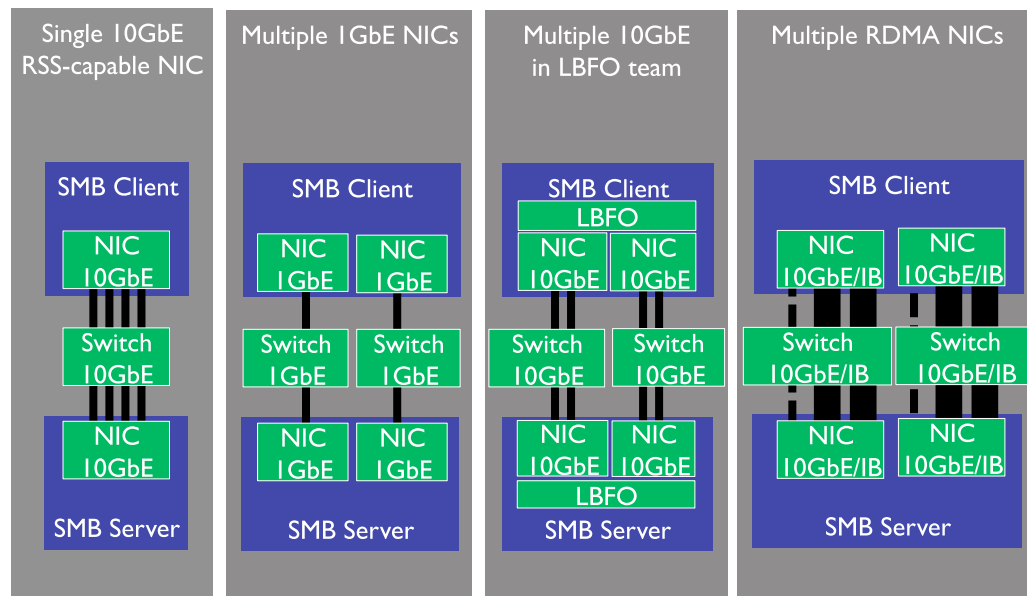 Single 10GbE
RSS-capable NIC
SMB Client
NIC
10GbE
Switch
10GbE
NIC
10GbE
SMB Server
Multiple 1GbE NICs
SMB Client
NIC
1GbE
NIC
1GbE
Switch
1GbE
Switch
1GbE
NIC
1GbE
NIC
1GbE
SMB Server
Multiple 10GbE
in LBFO team
SMB Client
LBFO
NIC
10GbE
NIC
10GbE
Switch
10GbE
Switch
10GbE
NIC
10GbE
NIC
10GbE
LBFO
SMB Server
Multiple RDMA NICs
SMB Client
NIC
10GbE/IB
NIC
10GbE/IB
Switch
10GbE/IB
Switch
10GbE/IB
NIC
10GbE/IB
NIC
10GbE/IB
SMB Server